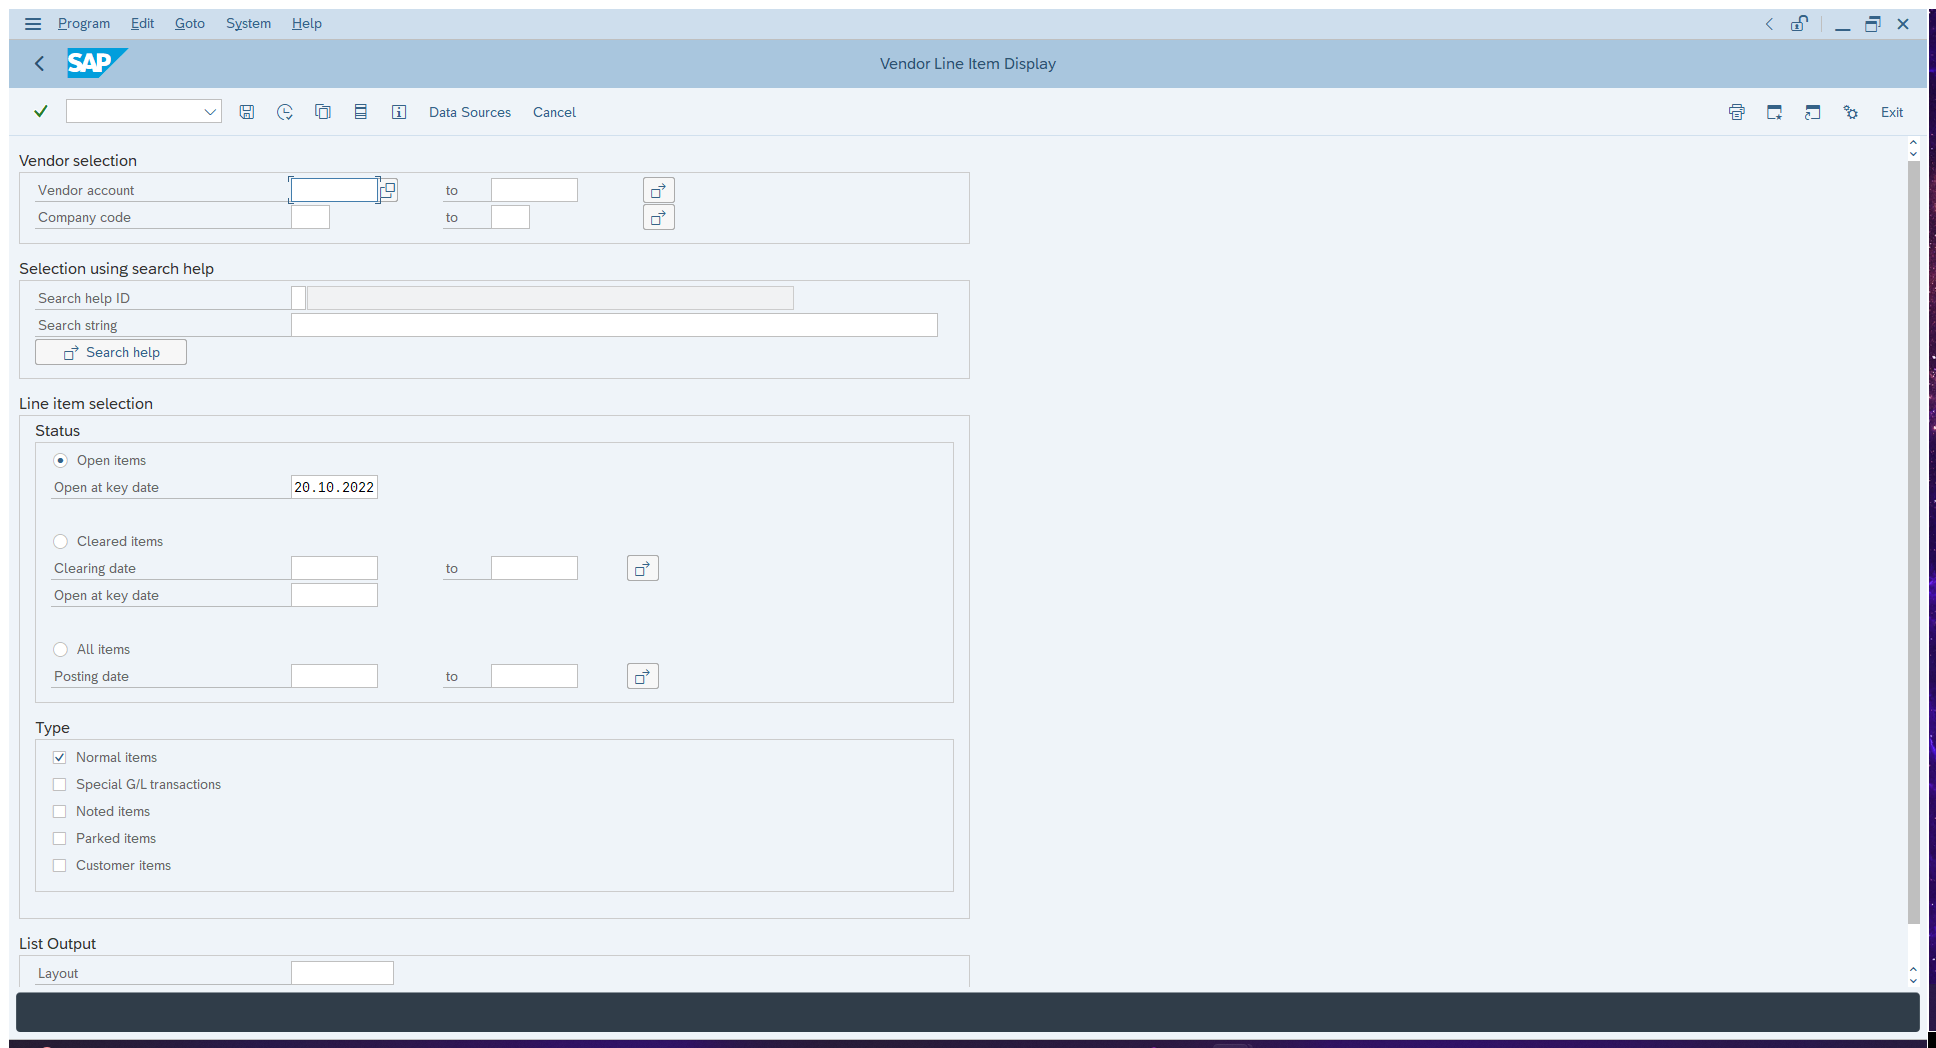 Program Edit Goto System Help
SAP Vendor Line Item Display
Data Sources Cancel Exit
Vendor selection
Vendor account to
Company code to
Selection using search help
Search help ID
Search string
Search help
Line item selection
Status
Open items
Open at key date 20.10.2022
Cleared items
Clearing date to
Open at key date
All items
Posting date to
Type
Normal items
Special G/L transactions
Noted items
Parked items
Customer items
List Output
Layout